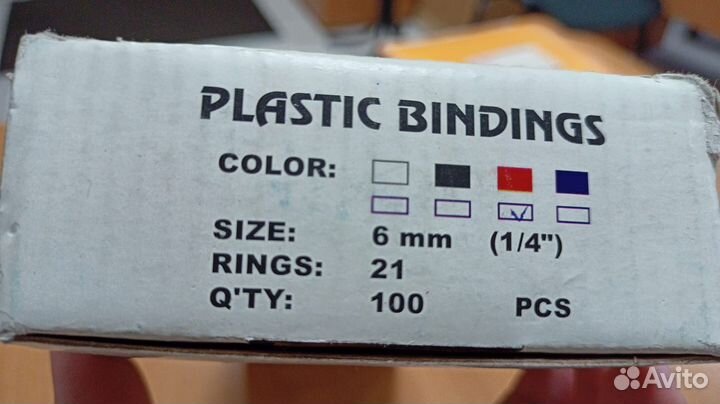 PLASTIC BINDINGS
COLOR:
SIZE: 6 mm (1/4")
RINGS: 21
Q'TY: 100 PCS
Avito